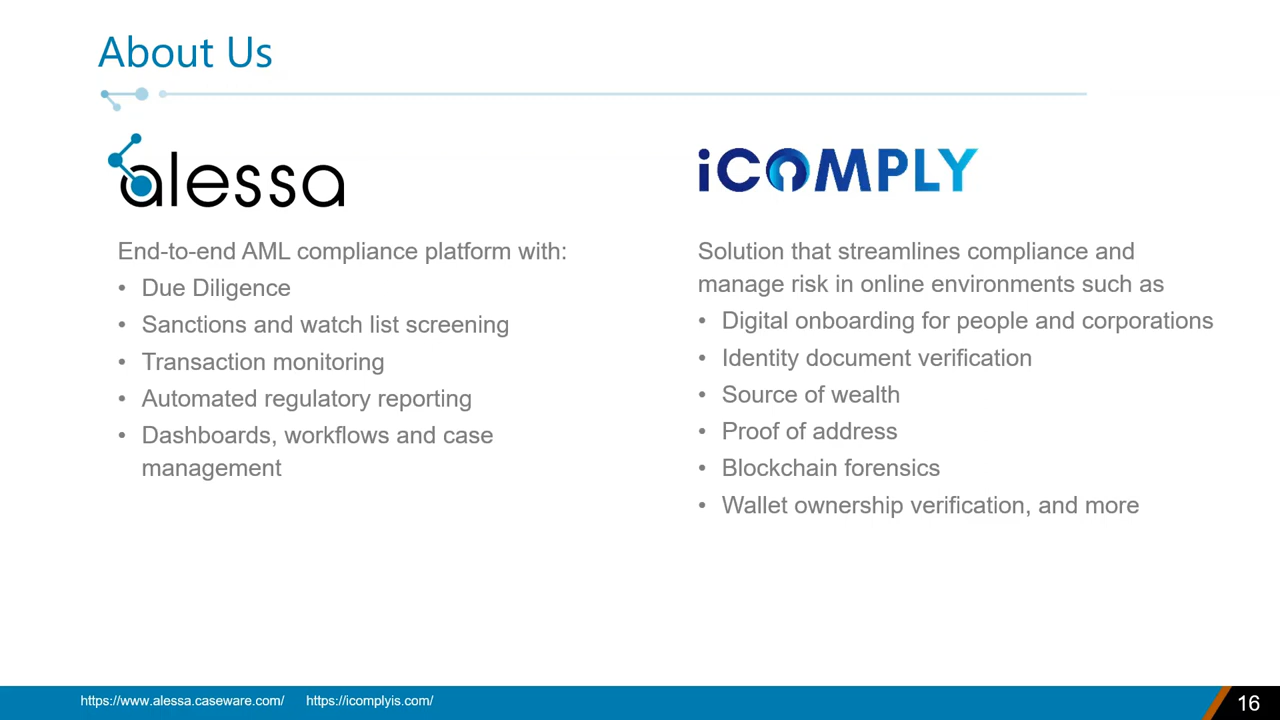 About Us
alessa
End-to-end AML compliance platform with:
• Due Diligence
• Sanctions and watch list screening
• Transaction monitoring
• Automated regulatory reporting
• Dashboards, workflows and case
management
iCOMPLY
Solution that streamlines compliance and
manage risk in online environments such as
• Digital onboarding for people and corporations
• Identity document verification
• Source of wealth
• Proof of address
• Blockchain forensics
• Wallet ownership verification, and more
https://www.alessa.caseware.com/ https://icomplyis.com/
16